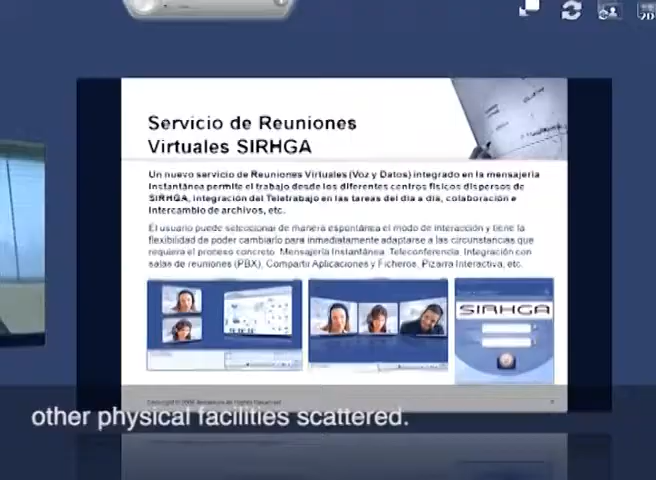 2D
Servicio de Reuniones
Virtuales SIRHGA
Un nuevo servicio de Reuniones Virtuales (Voz y Datos) integrado en la mensajería
instantánea permite el trabajo desde los diferentes centros físicos dispersos de
SIRHGA, integración del Teletrabajo en las tareas del día a día, colaboración e
intercambio de archivos, etc.
El usuario puede seleccionar de manera espontánea el modo de interacción y tiene la
flexibilidad de poder cambiarlo para inmediatamente adaptarse a las circunstancias que
requiera el proceso concreto. Mensajería Instantánea, Teleconferencia, Integración con
salas de reuniones (PBX), Compartir Aplicaciones y Ficheros, Pizarra Interactiva, etc.
SIRHGA
other physical facilities scattered.